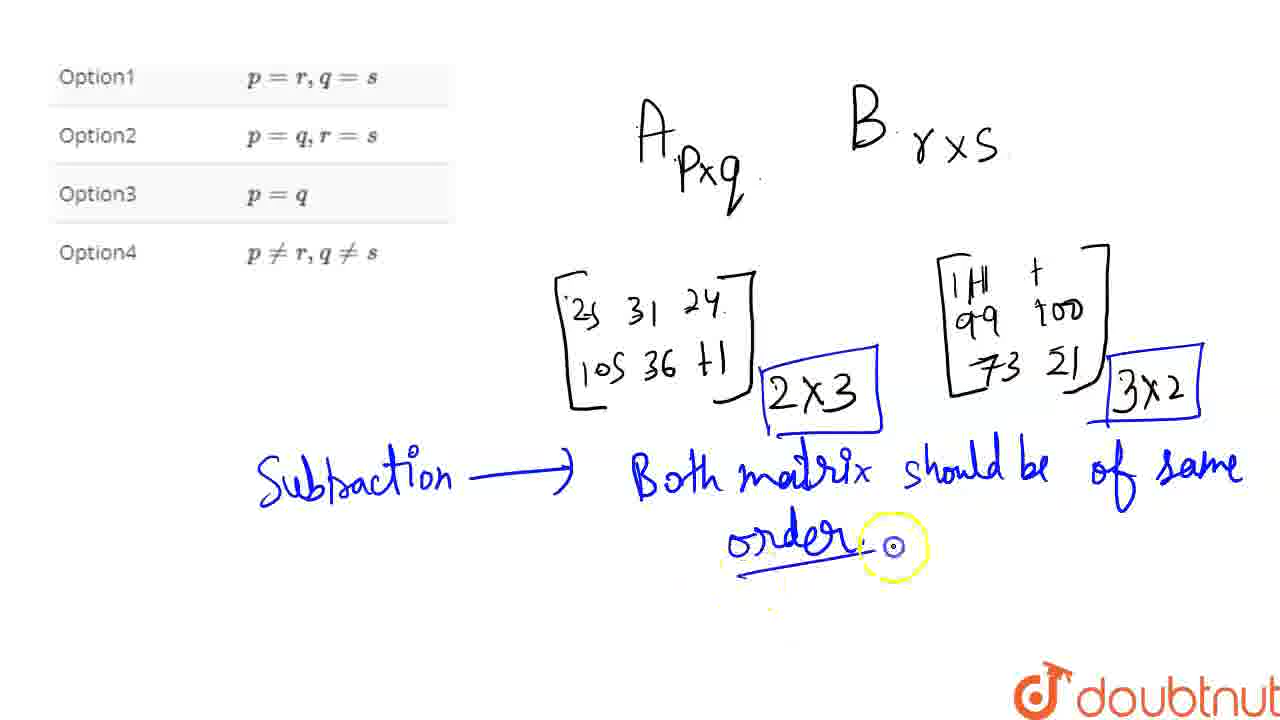 Option1 p = r, q = s
Option2 p = q, r = s
Option3 p = q
Option4 p ≠ r, q ≠ s
A p×q B r×s
25 31 24
105 36 +1
2×3
99 100
73 21
3×2
Subtraction → Both matrix should be of same
order.
doubtnut